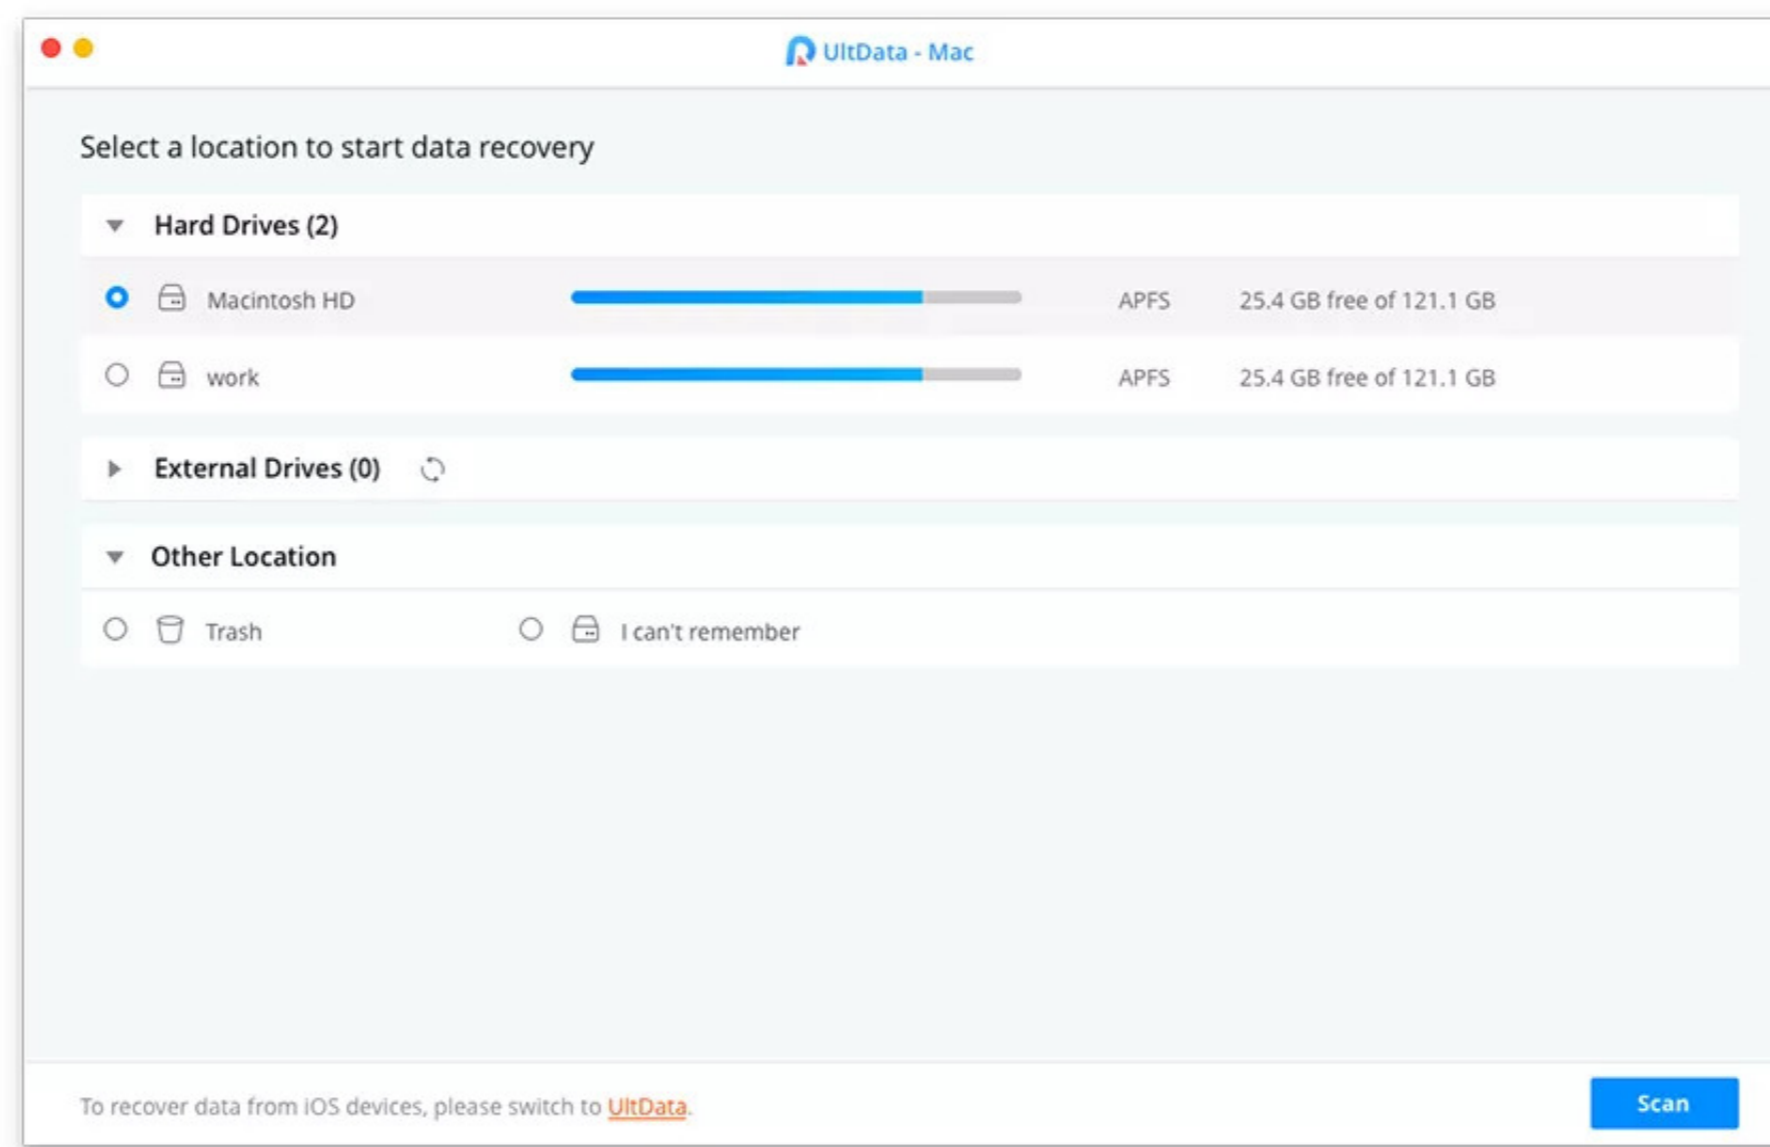 UltData - Mac
Select a location to start data recovery
Hard Drives (2)
Macintosh HD APFS 25.4 GB free of 121.1 GB
work APFS 25.4 GB free of 121.1 GB
External Drives (0)
Other Location
Trash I can't remember
To recover data from iOS devices, please switch to UltData. Scan